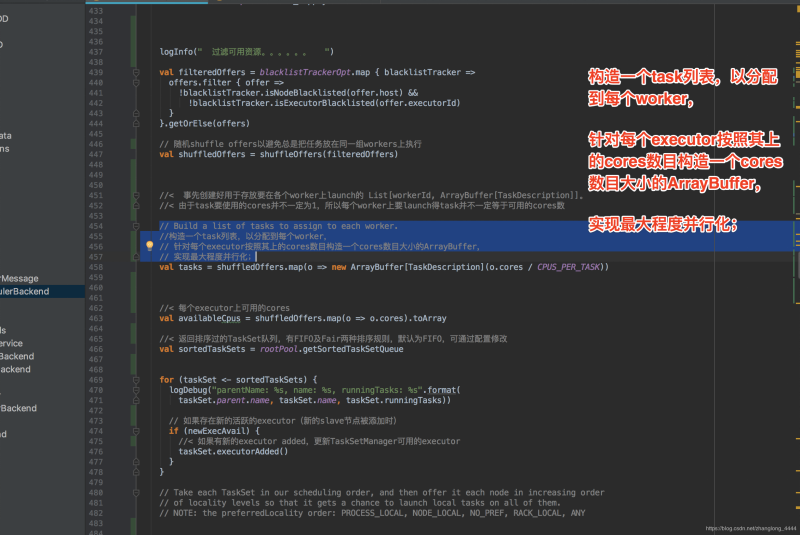 433
434
435
436
437 logInfo(" 过滤可用资源。。。。。。 ")
438
439 val filteredOffers = blacklistTrackerOpt.map { blacklistTracker =>
440 offers.filter { offer =>
441 !blacklistTracker.isNodeBlacklisted(offer.host) &&
442 !blacklistTracker.isExecutorBlacklisted(offer.executorId)
443 }
444 }.getOrElse(offers)
445
446 // 随机shuffle offers以避免总是把任务放在同一组workers上执行
447 val shuffledOffers = shuffleOffers(filteredOffers)
448
449
450
451 //< 事先创建好用于存放要在各个worker上launch的 List[workerId, ArrayBuffer[TaskDescription]]。
452 //< 由于task要使用的cores并不一定为1，所以每个worker上要launch得task并不一定等于可用的cores数
453
454 // Build a list of tasks to assign to each worker.
455 //构造一个task列表，以分配到每个worker,
456 // 针对每个executor按照其上的cores数目构造一个cores数目大小的ArrayBuffer,
457 // 实现最大程度并行化；
458 val tasks = shuffledOffers.map(o => new ArrayBuffer[TaskDescription](o.cores / CPUS_PER_TASK))
459
460
461
462 //< 每个executor上可用的cores
463 val availableCpus = shuffledOffers.map(o => o.cores).toArray
464
465 //< 返回排序过的TaskSet队列，有FIFO及Fair两种排序规则，默认为FIFO，可通过配置修改
466 val sortedTaskSets = rootPool.getSortedTaskSetQueue
467
468
469 for (taskSet <- sortedTaskSets) {
470 logDebug("parentName: %s, name: %s, runningTasks: %s".format(
471 taskSet.parent.name, taskSet.name, taskSet.runningTasks))
472
473 // 如果存在新的活跃的executor（新的slave节点被添加时）
474 if (newExecAvail) {
475 //< 如果有新的executor added，更新TaskSetManager可用的executor
476 taskSet.executorAdded()
477 }
478 }
479
480 // Take each TaskSet in our scheduling order, and then offer it each node in increasing order
481 // of locality levels so that it gets a chance to launch local tasks on all of them.
482 // NOTE: the preferredLocality order: PROCESS_LOCAL, NODE_LOCAL, NO_PREF, RACK_LOCAL, ANY
483
484
构造一个task列表，以分配
到每个worker,
针对每个executor按照其上
的cores数目构造一个cores
数目大小的ArrayBuffer,
实现最大程度并行化；
https://blog.csdn.net/zhanglong_4444